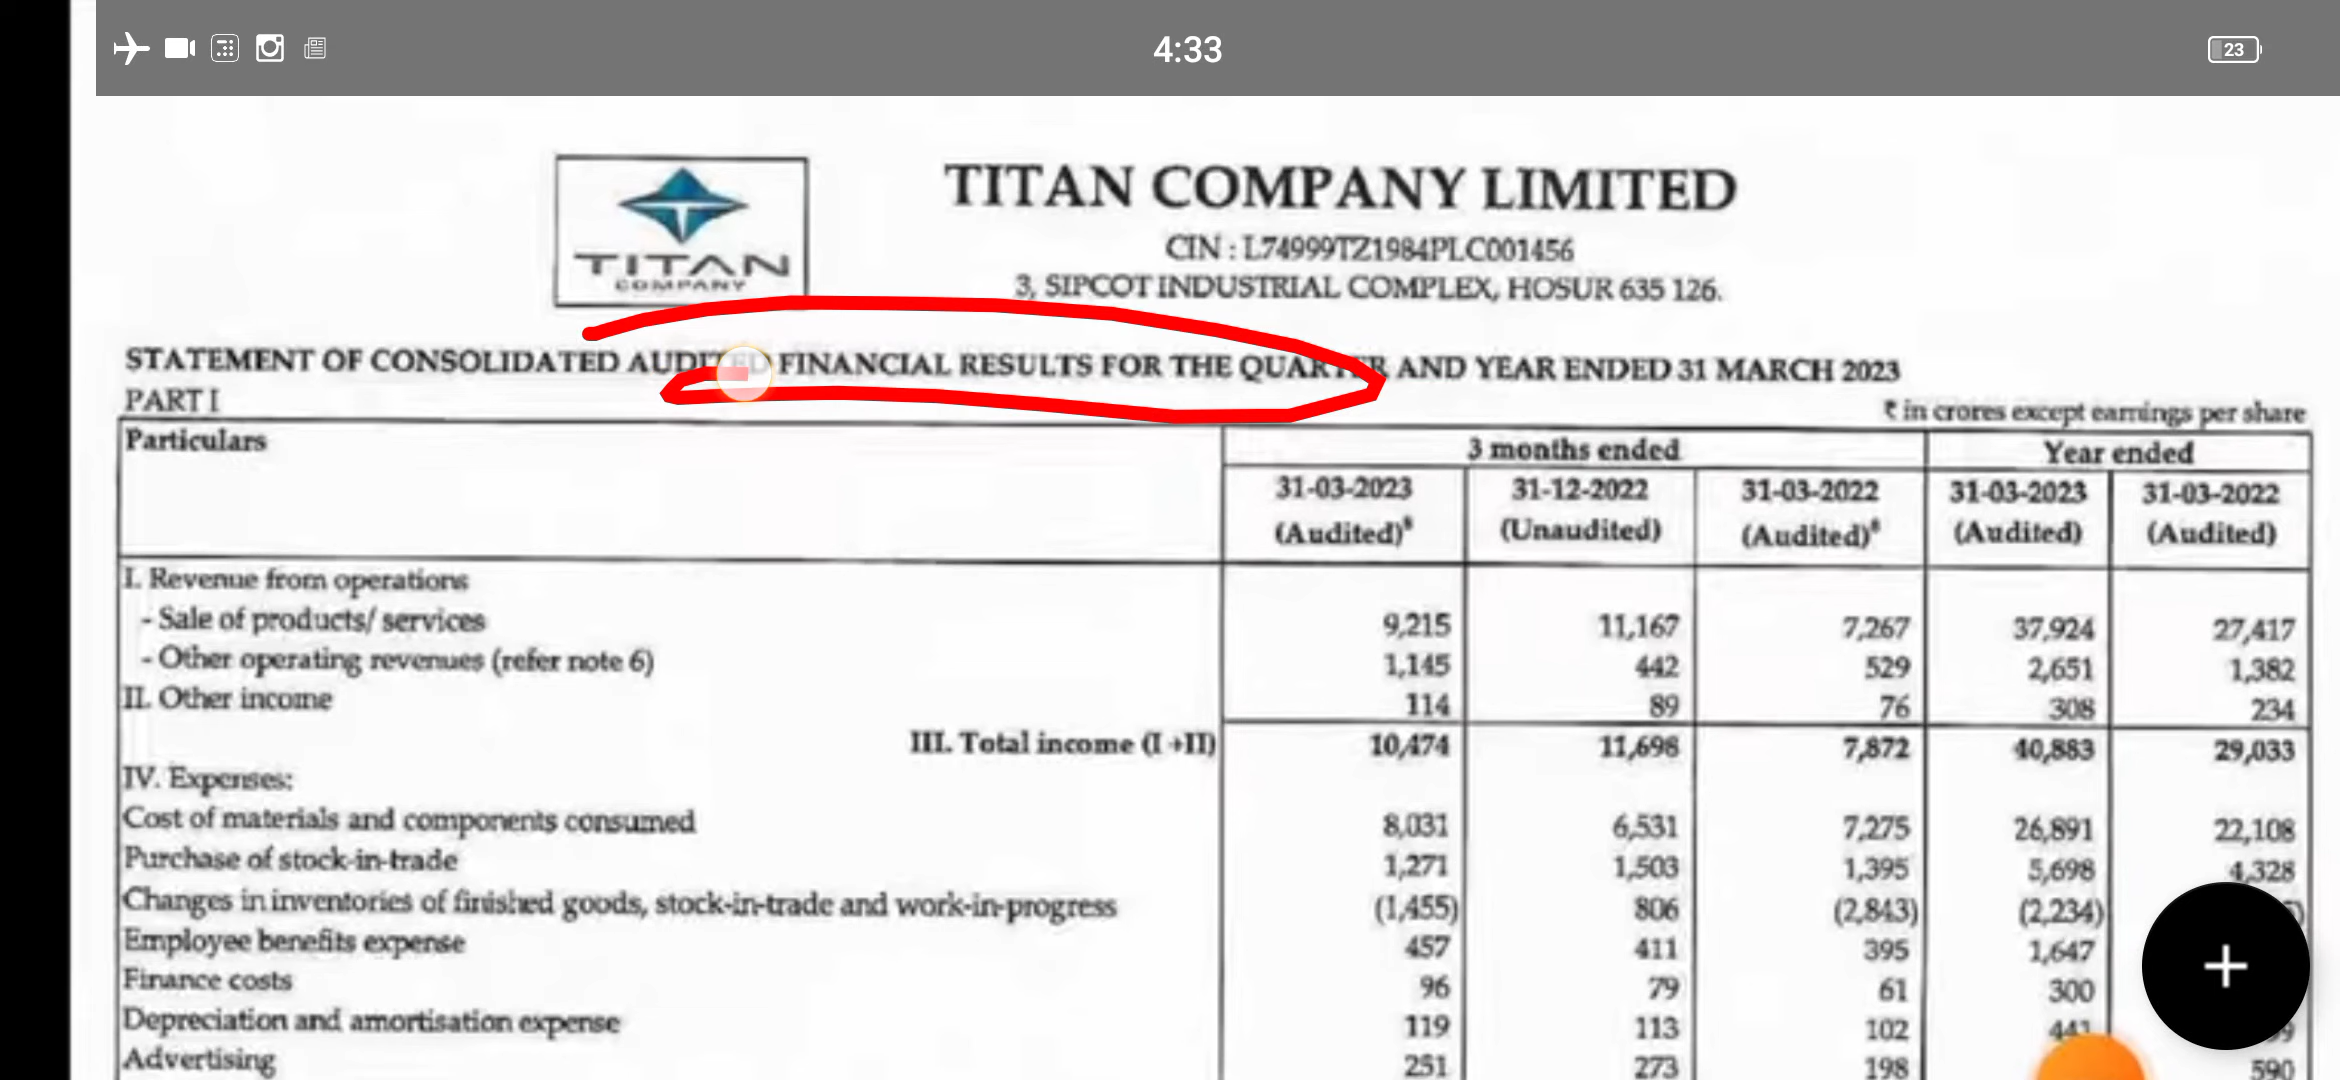 4:33
23
TITAN
COMPANY
TITAN COMPANY LIMITED
CIN : L74999TZ1984PLC001456
3, SIPCOT INDUSTRIAL COMPLEX, HOSUR 635 126.
STATEMENT OF CONSOLIDATED AUDITED FINANCIAL RESULTS FOR THE QUARTER AND YEAR ENDED 31 MARCH 2023
PART I
₹ in crores except earnings per share
Particulars 3 months ended Year ended
31-03-2023 31-12-2022 31-03-2022 31-03-2023 31-03-2022
(Audited) (Unaudited) (Audited) (Audited) (Audited)
I. Revenue from operations
- Sale of products/ services 9,215 11,167 7,267 37,924 27,417
- Other operating revenues (refer note 6) 1,145 442 529 2,651 1,382
II. Other income 114 89 76 308 234
III. Total income (I +II) 10,474 11,698 7,872 40,883 29,033
IV. Expenses:
Cost of materials and components consumed 8,031 6,531 7,275 26,891 22,108
Purchase of stock-in-trade 1,271 1,503 1,395 5,698 4,328
Changes in inventories of finished goods, stock-in-trade and work-in-progress (1,455) 806 (2,843) (2,234)
Employee benefits expense 457 411 395 1,647
Finance costs 96 79 61 300
Depreciation and amortisation expense 119 113 102
Advertising 251 273 198 590